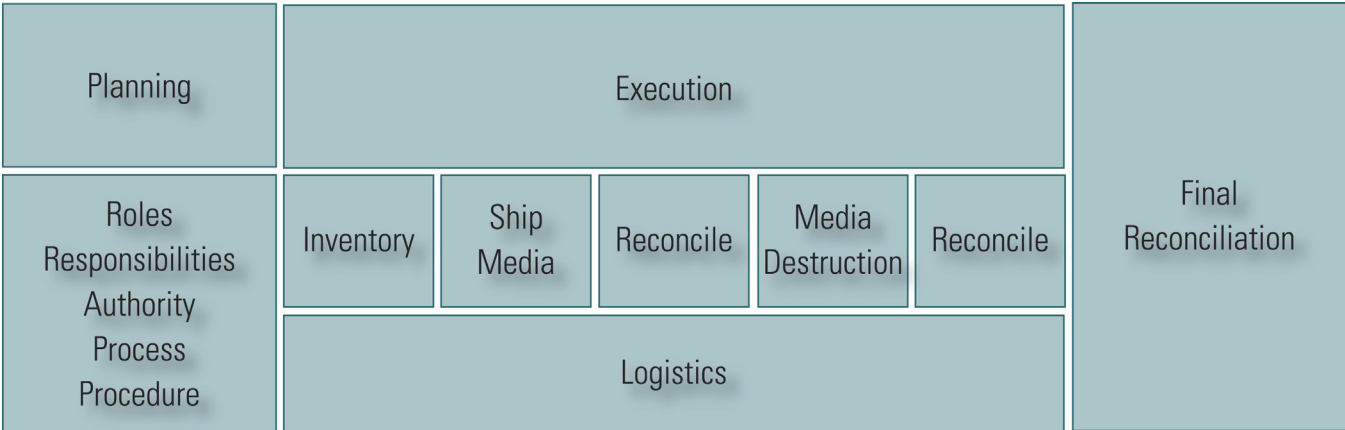 Planning
Execution
Final
Reconciliation
Roles
Responsibilities
Authority
Process
Procedure
Inventory
Ship
Media
Reconcile
Media
Destruction
Reconcile
Logistics